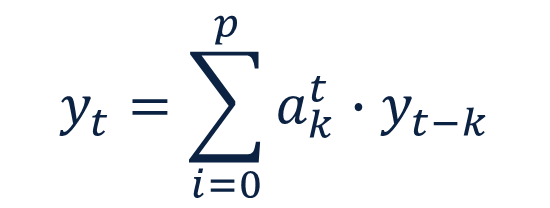 y_t = \sum_{i=0}^{p} a_k^t \cdot y_{t-k}